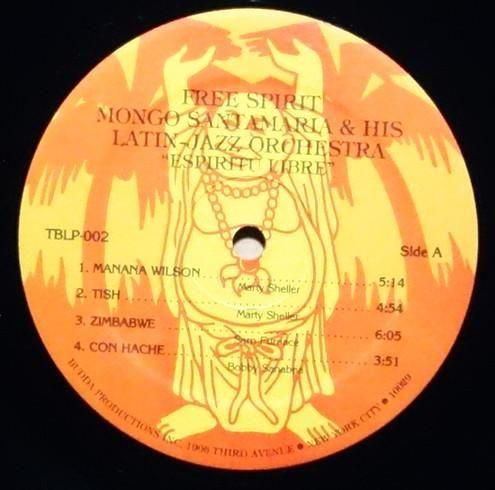 FREE SPIRIT
MONGO SANTAMARIA & HIS
LATIN-JAZZ ORCHESTRA
"ESPIRITU LIBRE"
TBLP-002
Side A
1. MANANA WILSON 5:14
Marty Sheller
2. TISH 4:54
Marty Sheller
3. ZIMBABWE 6:05
Sam Furnace
4. CON HACHE 3:51
Bobby Sanabria
BUDDA PRODUCTIONS INC. 1006 THIRD AVENUE • NEW YORK CITY • 10019